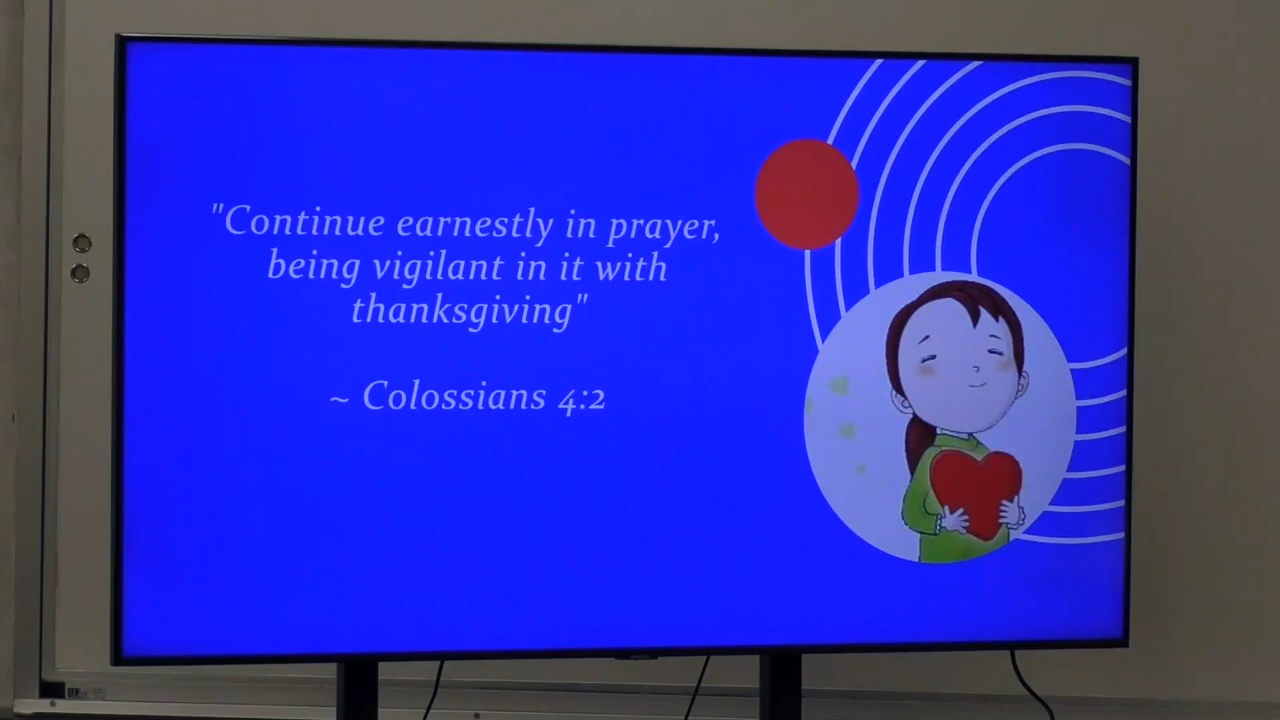 "Continue earnestly in prayer,
being vigilant in it with
thanksgiving"
~ Colossians 4:2